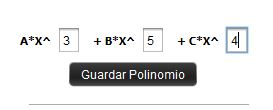 A*X^ 3 + B*X^ 5 + C*X^ 4
Guardar Polinomio